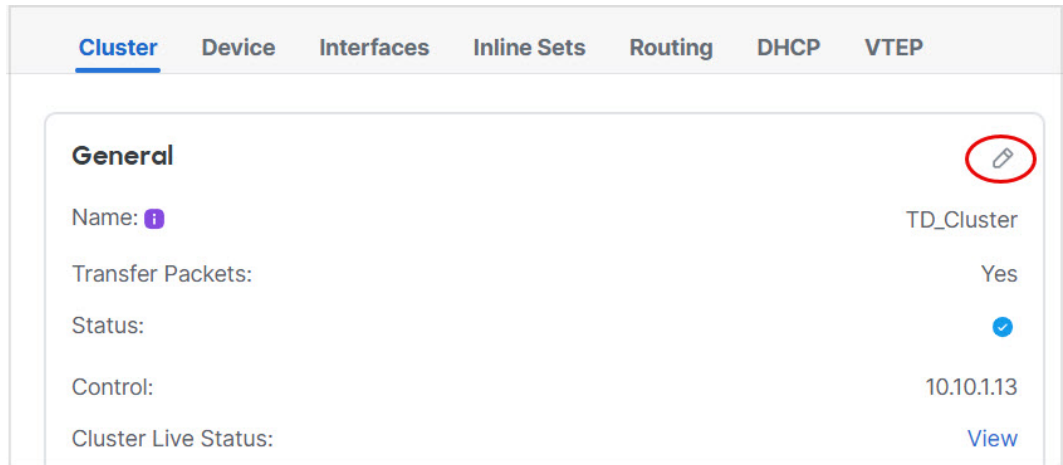 Cluster Device Interfaces Inline Sets Routing DHCP VTEP
General
Name: i TD_Cluster
Transfer Packets: Yes
Status:
Control: 10.10.1.13
Cluster Live Status: View